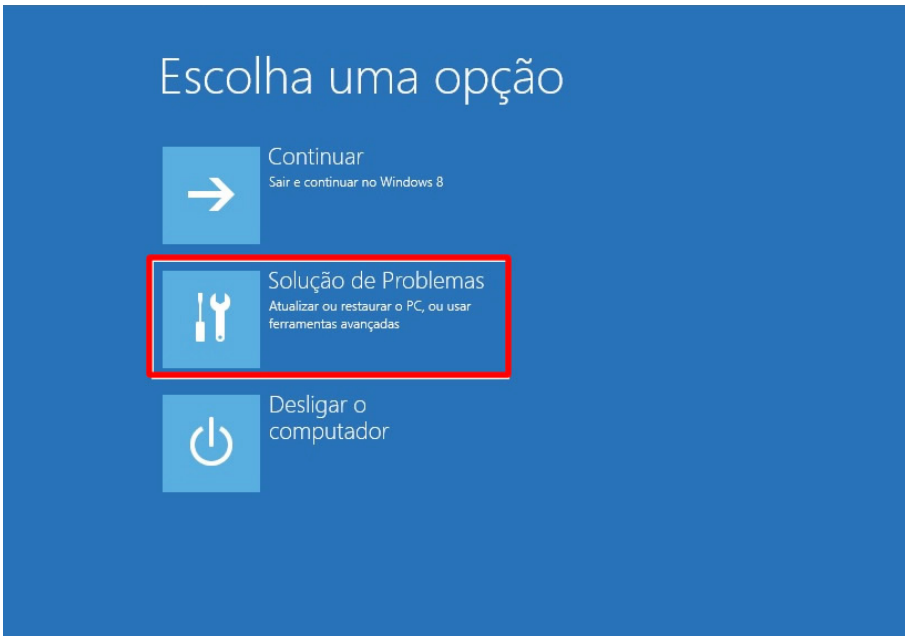 Escolha uma opção
Continuar
Sair e continuar no Windows 8
Solução de Problemas
Atualizar ou restaurar o PC, ou usar
ferramentas avançadas
Desligar o
computador